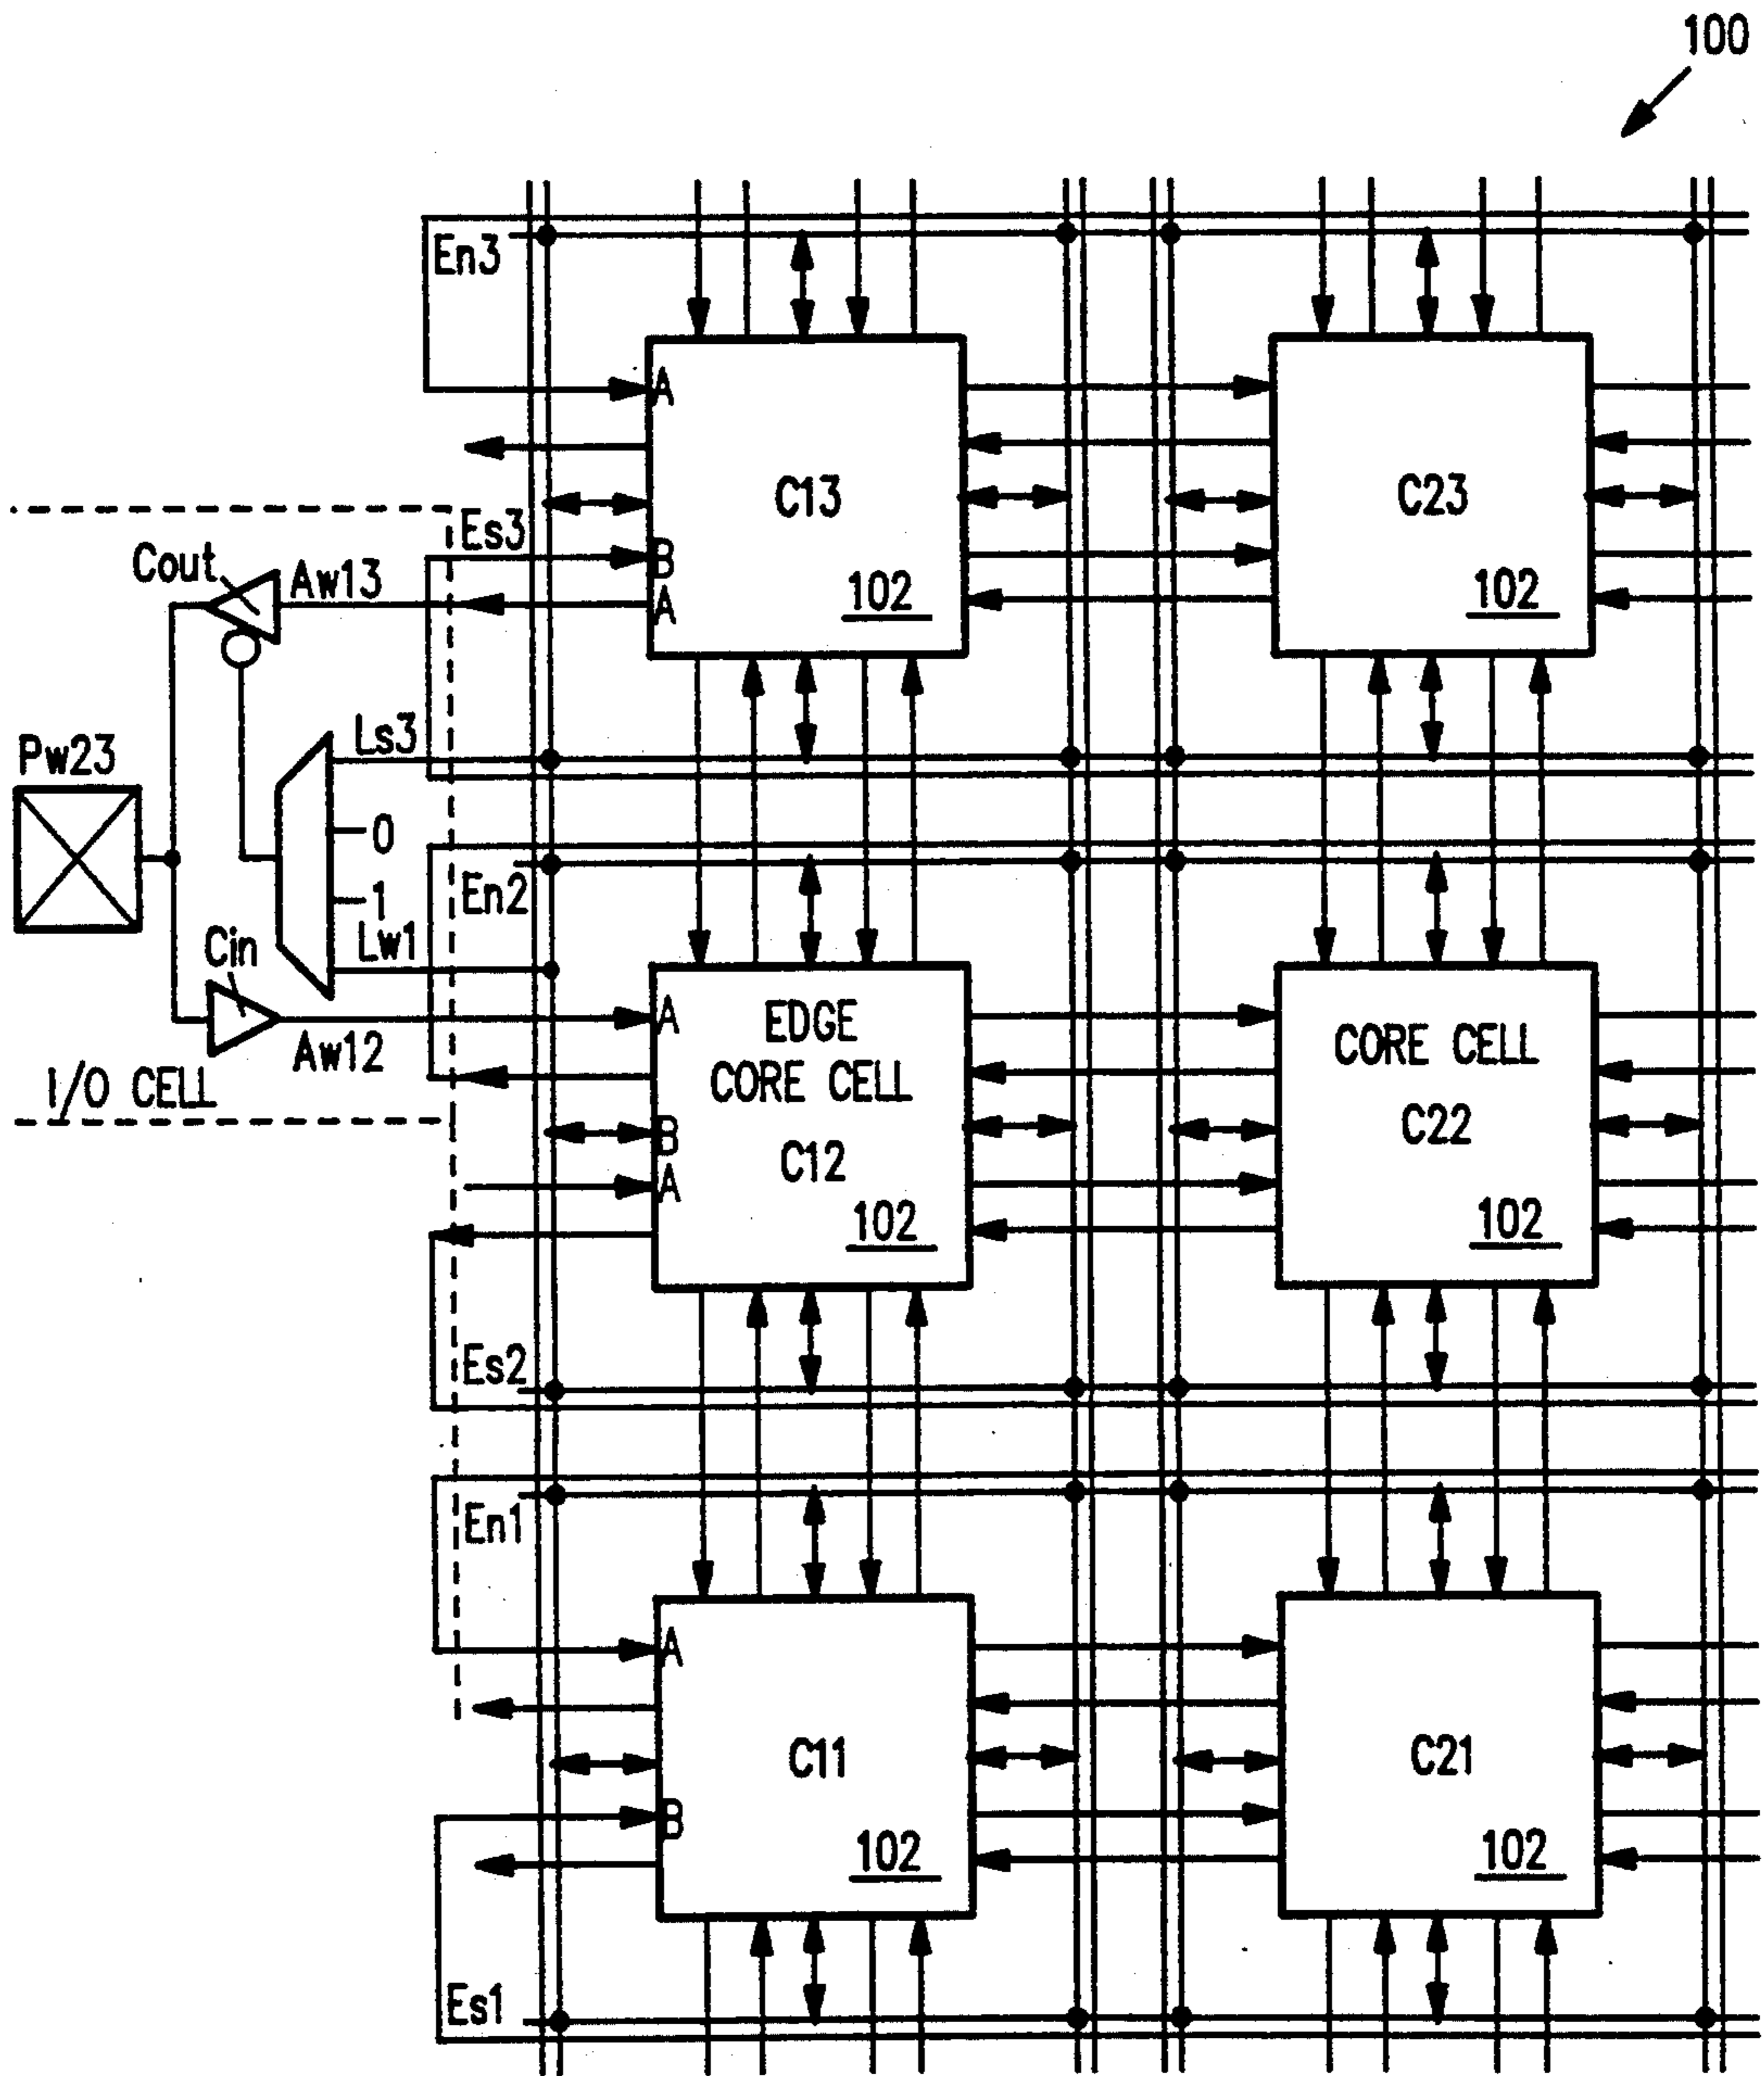 100
En3
A
C13
C23
Es3
Cout
Aw13
B
102
102
A
Ls3
Pw23
0
En2
1
Lw1
Cin
A
EDGE
CORE CELL
CORE CELL
Aw12
I/O CELL
B
C12
C22
A
102
102
Es2
En1
A
C11
C21
B
102
102
Es1